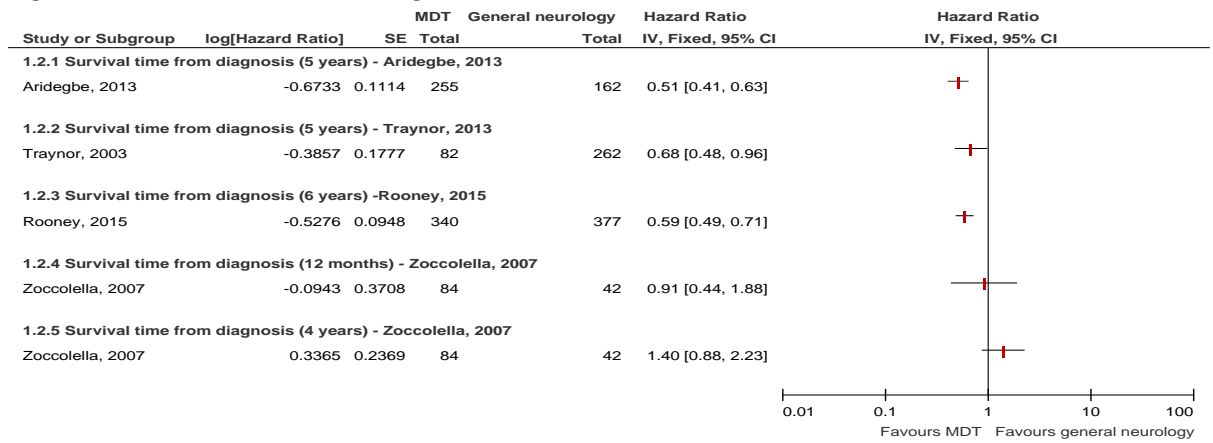 MDT General neurology Hazard Ratio Hazard Ratio
Study or Subgroup log[Hazard Ratio] SE Total Total IV, Fixed, 95% CI IV, Fixed, 95% CI
1.2.1 Survival time from diagnosis (5 years) - Aridegbe, 2013
Aridegbe, 2013 -0.6733 0.1114 255 162 0.51 [0.41, 0.63]
1.2.2 Survival time from diagnosis (5 years) - Traynor, 2013
Traynor, 2003 -0.3857 0.1777 82 262 0.68 [0.48, 0.96]
1.2.3 Survival time from diagnosis (6 years) -Rooney, 2015
Rooney, 2015 -0.5276 0.0948 340 377 0.59 [0.49, 0.71]
1.2.4 Survival time from diagnosis (12 months) - Zoccolella, 2007
Zoccolella, 2007 -0.0943 0.3708 84 42 0.91 [0.44, 1.88]
1.2.5 Survival time from diagnosis (4 years) - Zoccolella, 2007
Zoccolella, 2007 0.3365 0.2369 84 42 1.40 [0.88, 2.23]
0.01 0.1 1 10 100
Favours MDT Favours general neurology